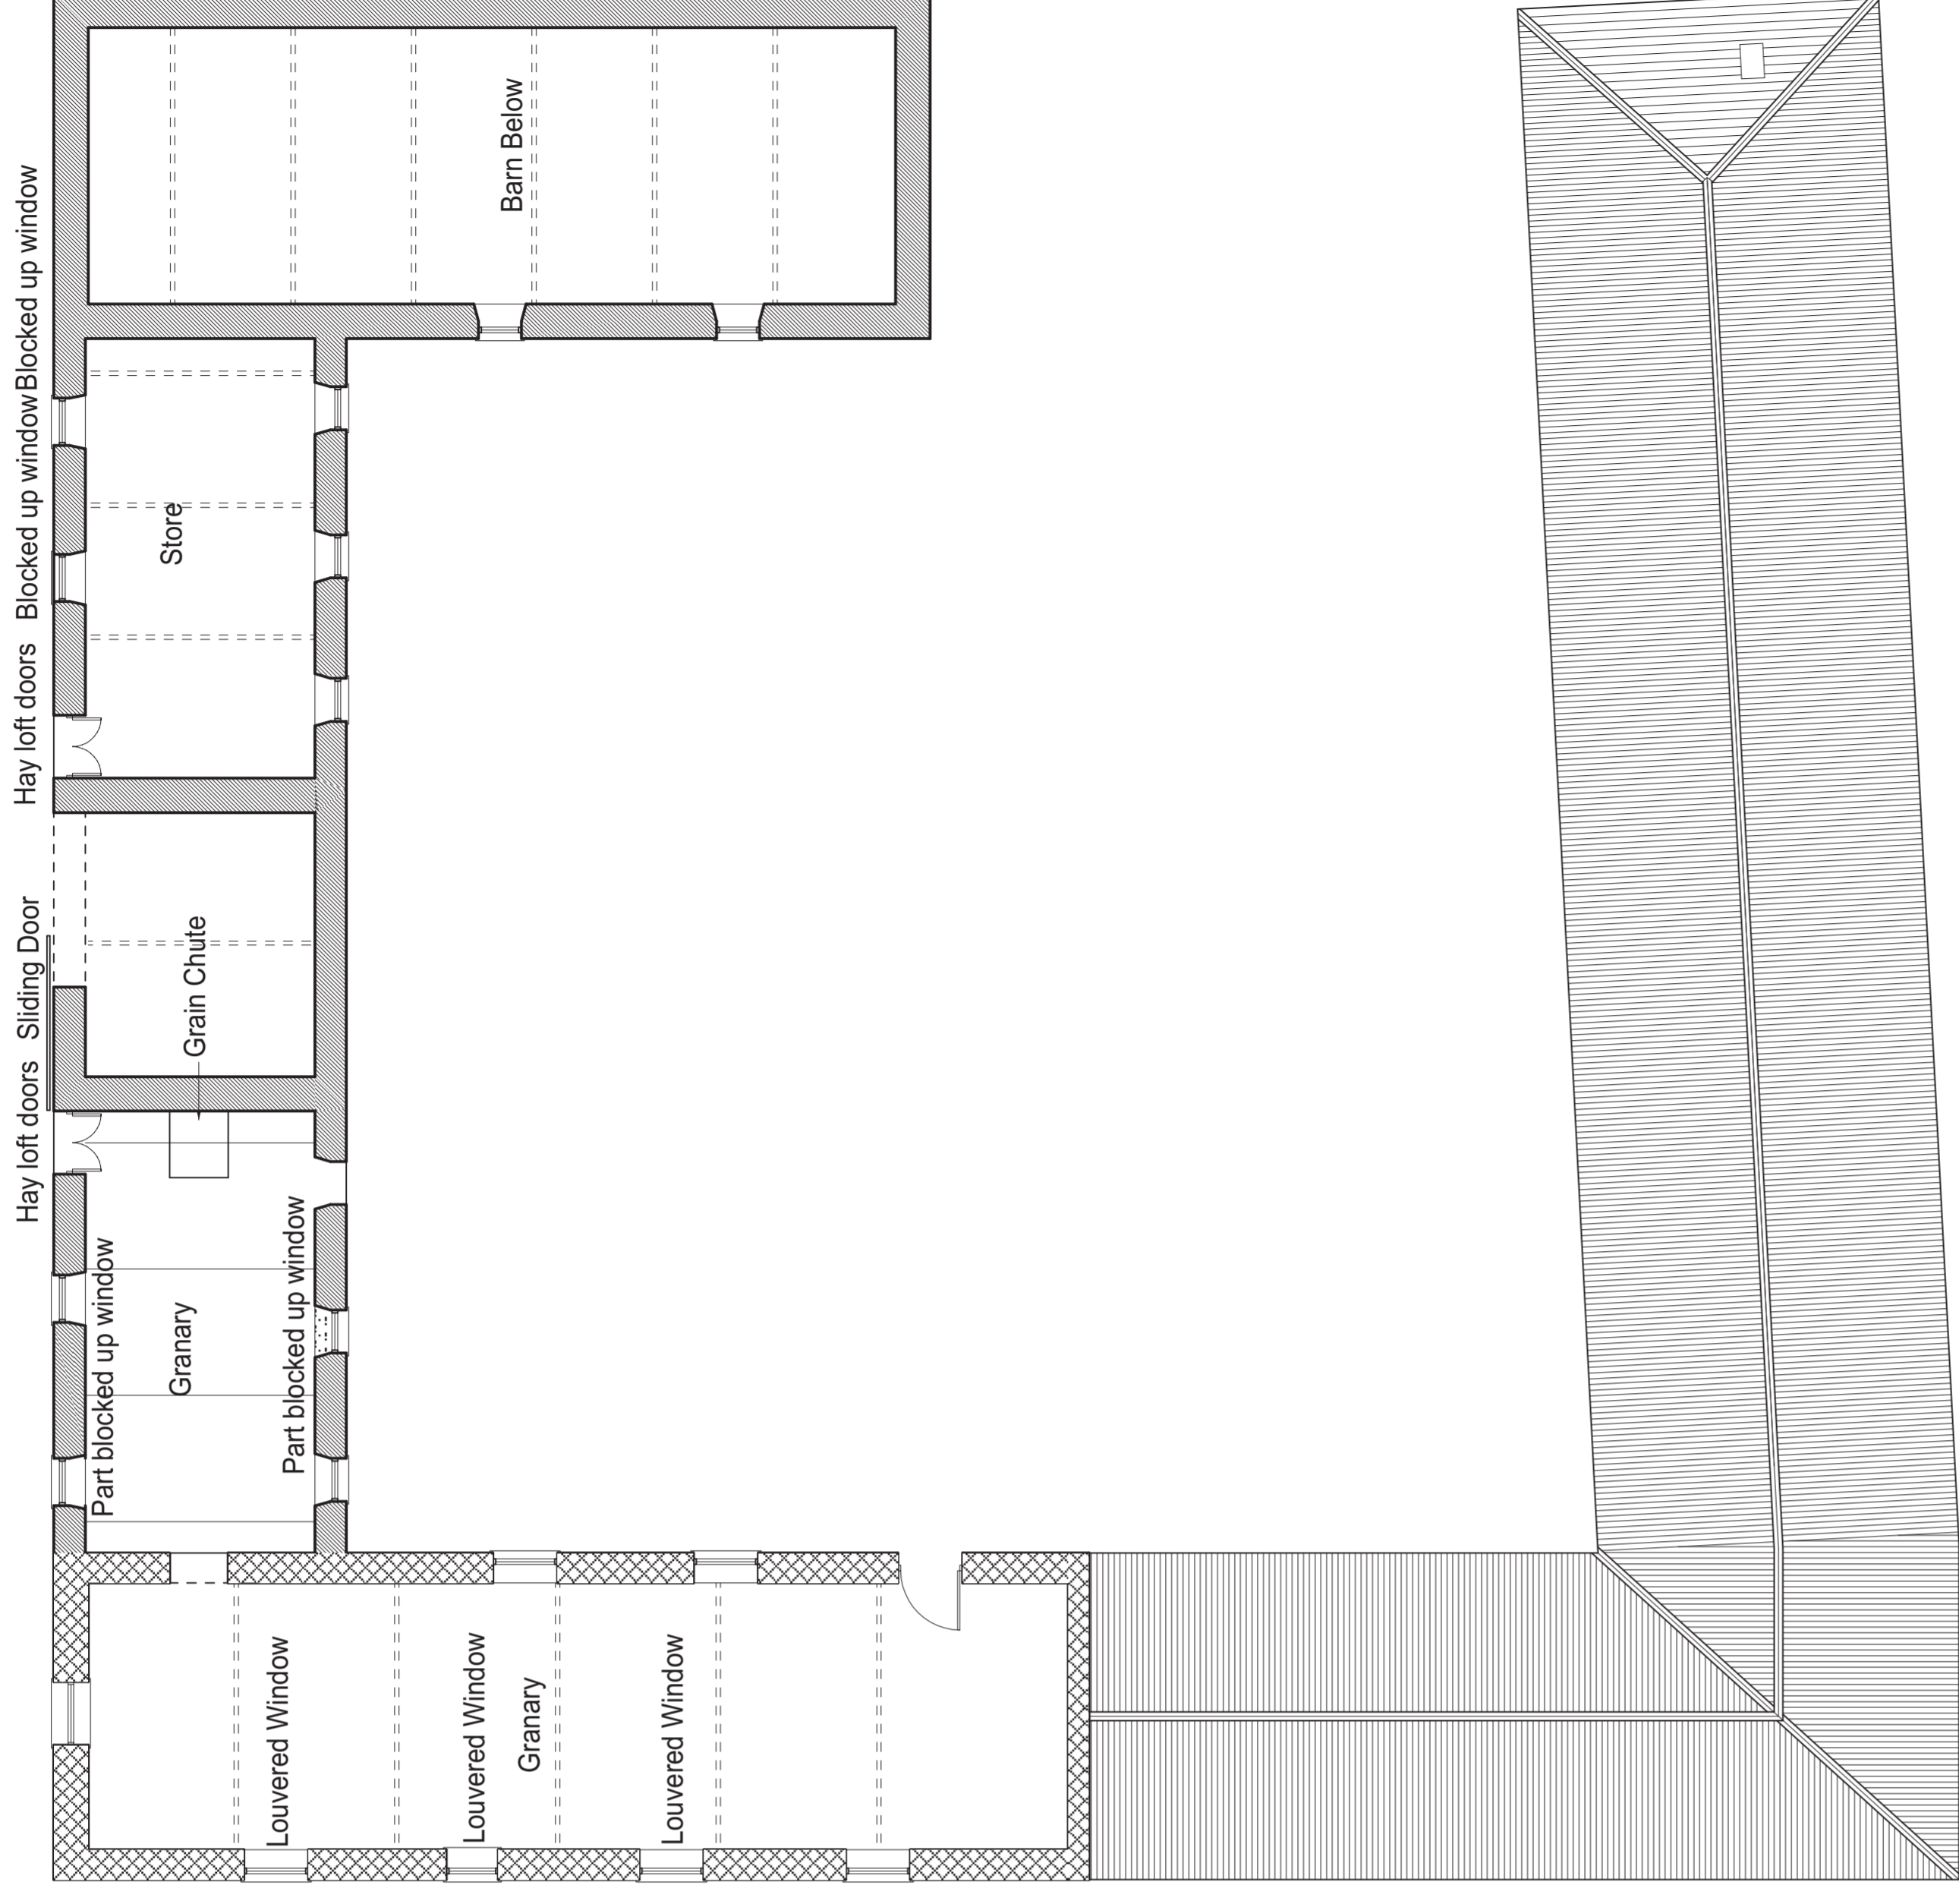 Blocked up window
Blocked up window
Hay loft doors
Sliding Door
Hay loft doors
Barn Below
Store
Grain Chute
Part blocked up window
Granary
Part blocked up window
Louvered Window
Louvered Window
Granary
Louvered Window